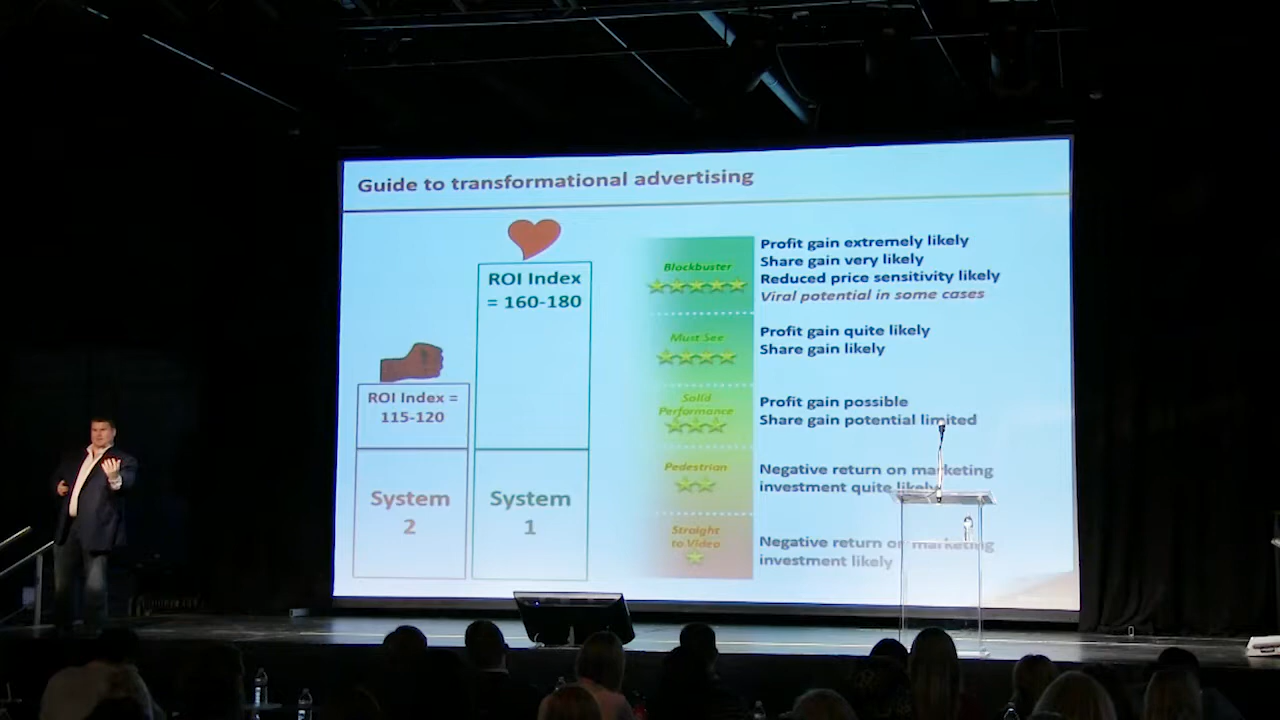 Guide to transformational advertising
ROI Index
= 160-180
ROI Index =
115-120
System
2
System
1
Blockbuster
Profit gain extremely likely
Share gain very likely
Reduced price sensitivity likely
Viral potential in some cases
Must See
Profit gain quite likely
Share gain likely
Solid
Performance
Profit gain possible
Share gain potential limited
Pedestrian
Negative return on marketing
investment quite likely
Straight
to Video
Negative return on marketing
investment likely